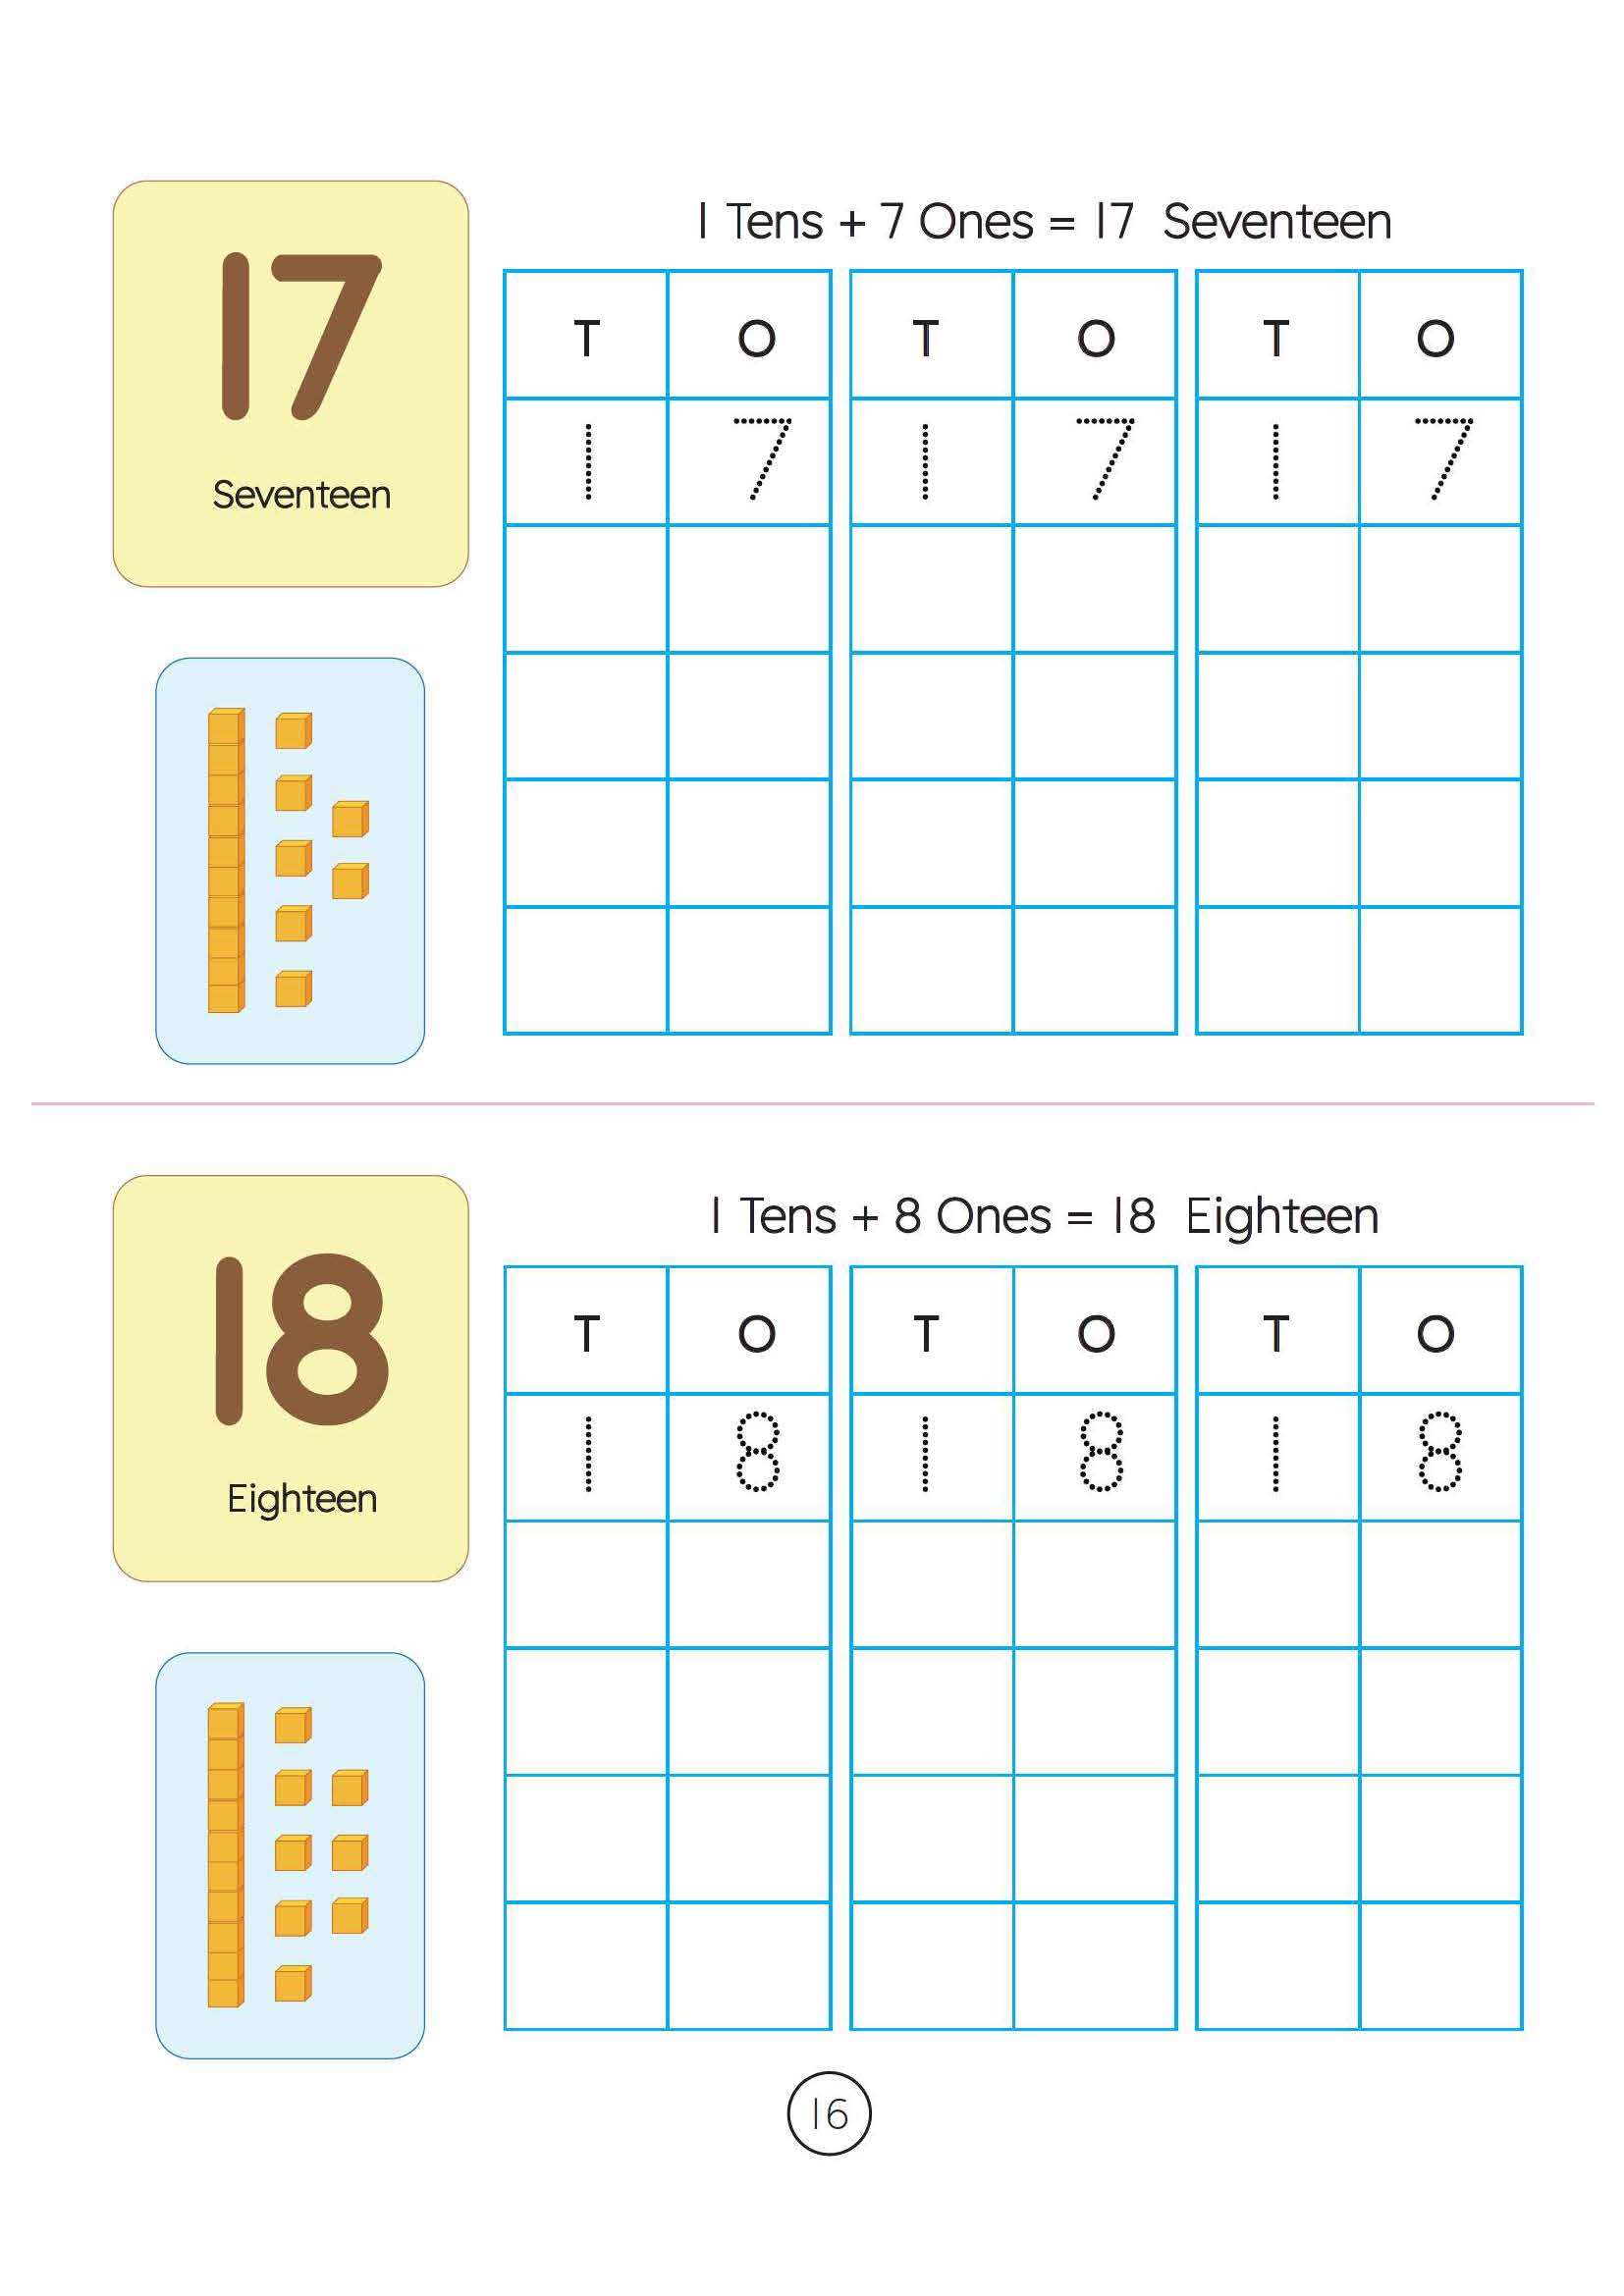 17
Seventeen
1 Tens + 7 Ones = 17 Seventeen
T O T O T O
1 7 1 7 1 7
18
Eighteen
1 Tens + 8 Ones = 18 Eighteen
T O T O T O
1 8 1 8 1 8
16